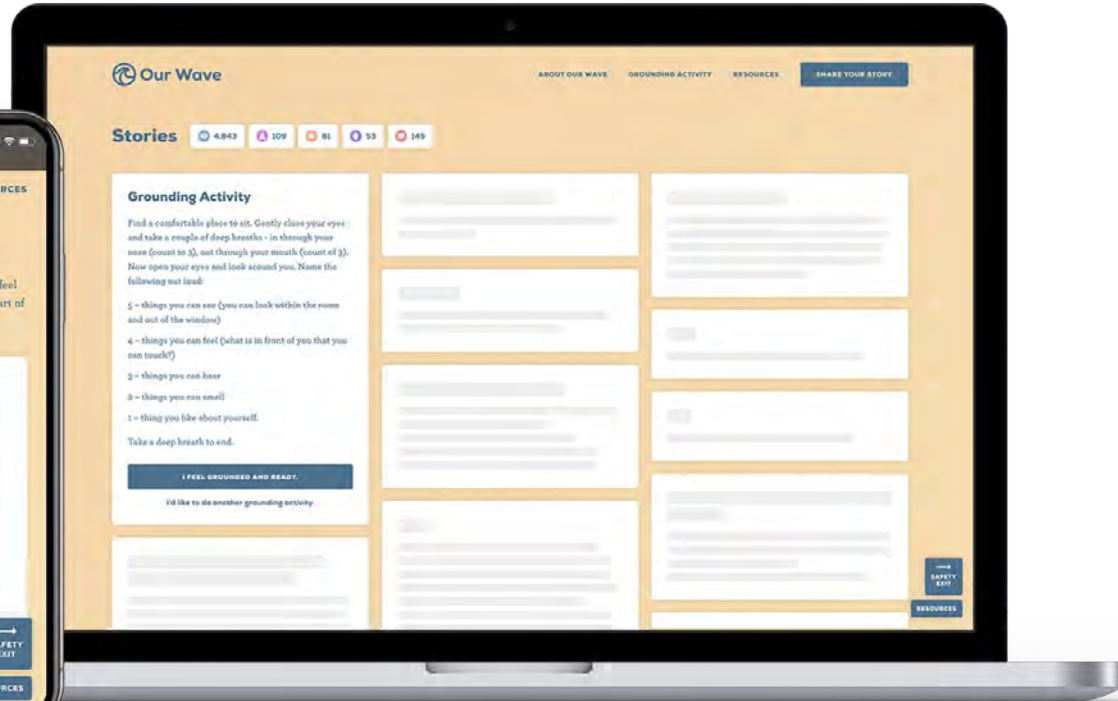 Our Wave
ABOUT OUR WAVE GROUNDING ACTIVITY RESOURCES SHARE YOUR STORY
Stories 4,843 109 81 53 149
Grounding Activity
Find a comfortable place to sit. Gently close your eyes
and take a couple of deep breaths - in through your
nose (count to 3), out through your mouth (count of 3).
Now open your eyes and look around you. Name the
following out loud:
5 – things you can see (you can look within the room
and out of the window)
4 – things you can feel (what is in front of you that you
can touch?)
3 – things you can hear
2 – things you can smell
1 – thing you like about yourself.
Take a deep breath to end.
I FEEL GROUNDED AND READY.
I'd like to do another grounding activity
SAFETY
EXIT
RESOURCES
RCES
feel
art of
AFETY
EXIT
RCES